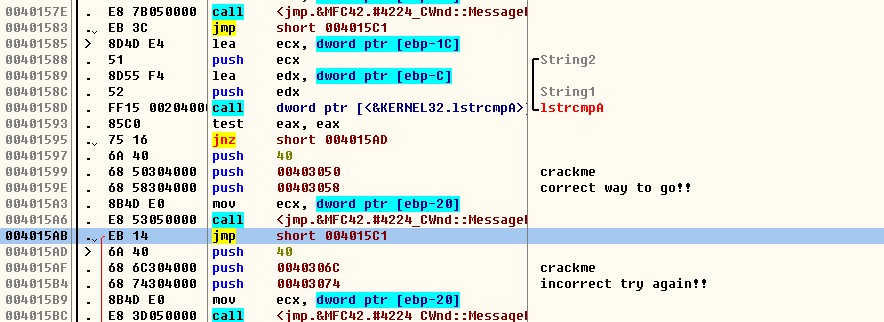 0040157E . E8 7B050000 call <jmp.&MFC42.#4224_CWnd::Message
00401583 . EB 3C jmp short 004015C1
00401585 > 8D4D E4 lea ecx, dword ptr [ebp-1C]
00401588 . 51 push ecx String2
00401589 . 8D55 F4 lea edx, dword ptr [ebp-C]
0040158C . 52 push edx String1
0040158D . FF15 00204000 call dword ptr [<&KERNEL32.lstrcmpA>] lstrcmpA
00401593 . 85C0 test eax, eax
00401595 . 75 16 jnz short 004015AD
00401597 . 6A 40 push 40
00401599 . 68 50304000 push 00403050 crackme
0040159E . 68 58304000 push 00403058 correct way to go!!
004015A3 . 8B4D E0 mov ecx, dword ptr [ebp-20]
004015A6 . E8 53050000 call <jmp.&MFC42.#4224_CWnd::Message
004015AB . EB 14 jmp short 004015C1
004015AD > 6A 40 push 40
004015AF . 68 6C304000 push 0040306C crackme
004015B4 . 68 74304000 push 00403074 incorrect try again!!
004015B9 . 8B4D E0 mov ecx, dword ptr [ebp-20]
004015BC . E8 3D050000 call <jmp.&MFC42.#4224_CWnd::Message